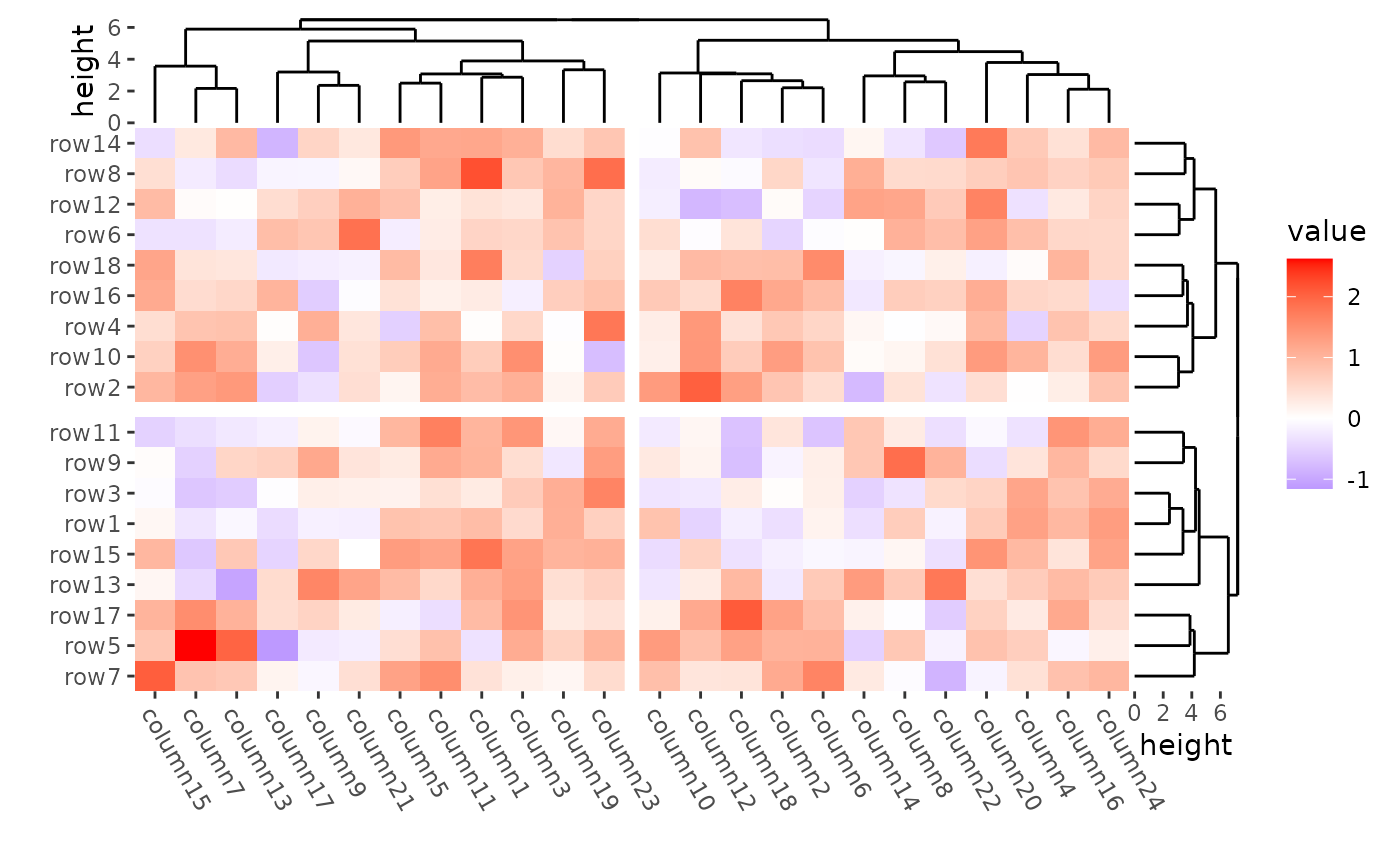 height
6
4
2
0
row14
row8
row12
row6
row18
row16
row4
row10
row2
row11
row9
row3
row1
row15
row13
row17
row5
row7
column15
column7
column13
column17
column9
column21
column5
column11
column1
column3
column19
column23
column10
column12
column18
column2
column6
column14
column8
column22
column20
column4
column16
column24
0 2 4 6
height
value
2
1
0
-1